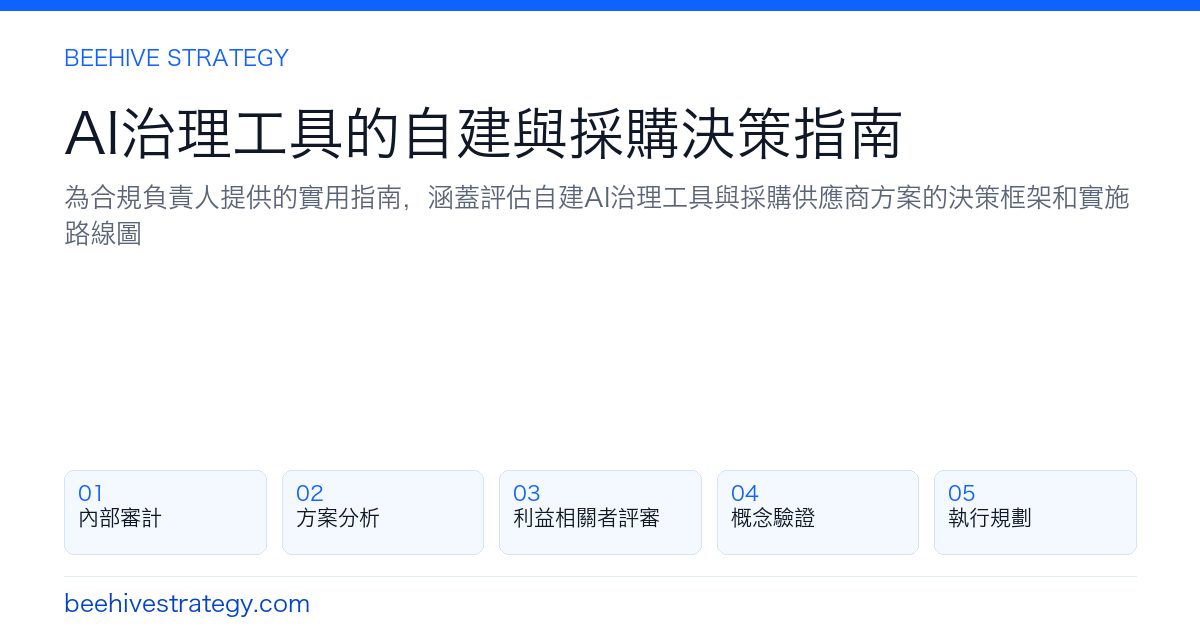 BEEHIVE STRATEGY
AI治理工具的自建與採購決策指南
為合規負責人提供的實用指南，涵蓋評估自建AI治理工具與採購供應商方案的決策框架和實施
路線圖
01
內部審計
02
方案分析
03
利益相關者評審
04
概念驗證
05
執行規劃
beehivestrategy.com